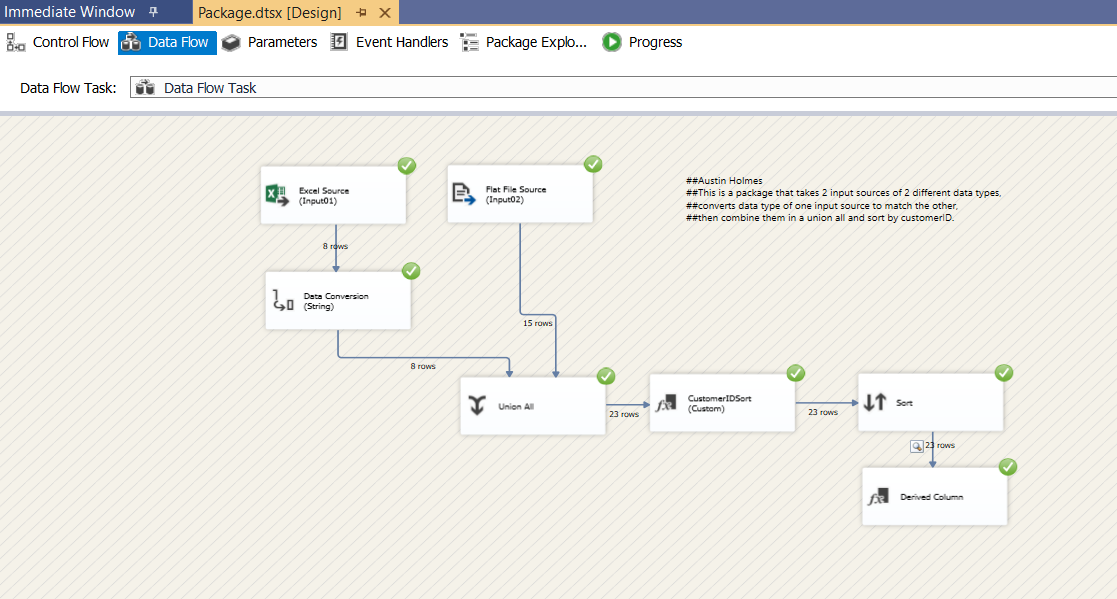 Immediate Window
Package.dtsx [Design]
Control Flow
Data Flow
Parameters
Event Handlers
Package Explo...
Progress
Data Flow Task:
Data Flow Task
Excel Source
(Input01)
Flat File Source
(Input02)
##Austin Holmes
##This is a package that takes 2 input sources of 2 different data types,
##converts data type of one input source to match the other,
##then combine them in a union all and sort by customerID.
8 rows
Data Conversion
(String)
15 rows
8 rows
Union All
23 rows
CustomerIDSort
(Custom)
23 rows
Sort
23 rows
Derived Column